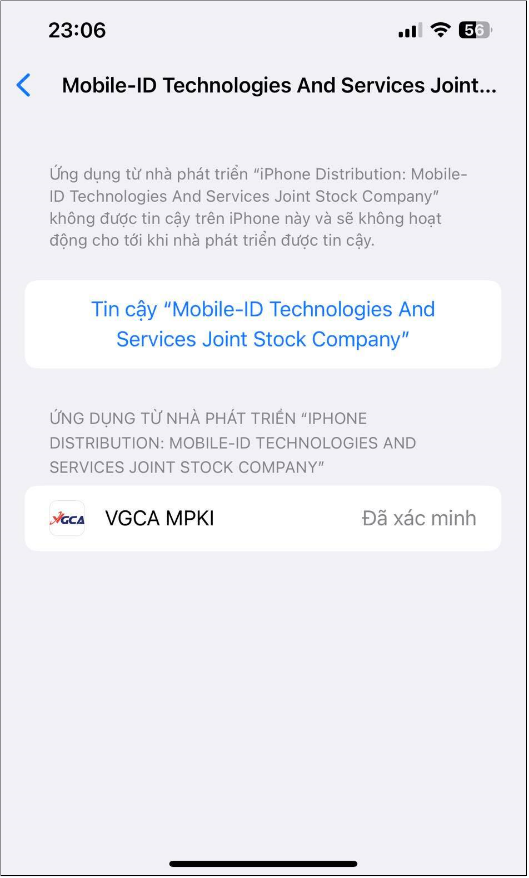 23:06
56
Mobile-ID Technologies And Services Joint...
Ứng dụng từ nhà phát triển “iPhone Distribution: Mobile-
ID Technologies And Services Joint Stock Company”
không được tin cậy trên iPhone này và sẽ không hoạt
động cho tới khi nhà phát triển được tin cậy.
Tin cậy “Mobile-ID Technologies And
Services Joint Stock Company”
ỨNG DỤNG TỪ NHÀ PHÁT TRIỂN “IPHONE
DISTRIBUTION: MOBILE-ID TECHNOLOGIES AND
SERVICES JOINT STOCK COMPANY”
VGCA VGCA MPKI Đã xác minh